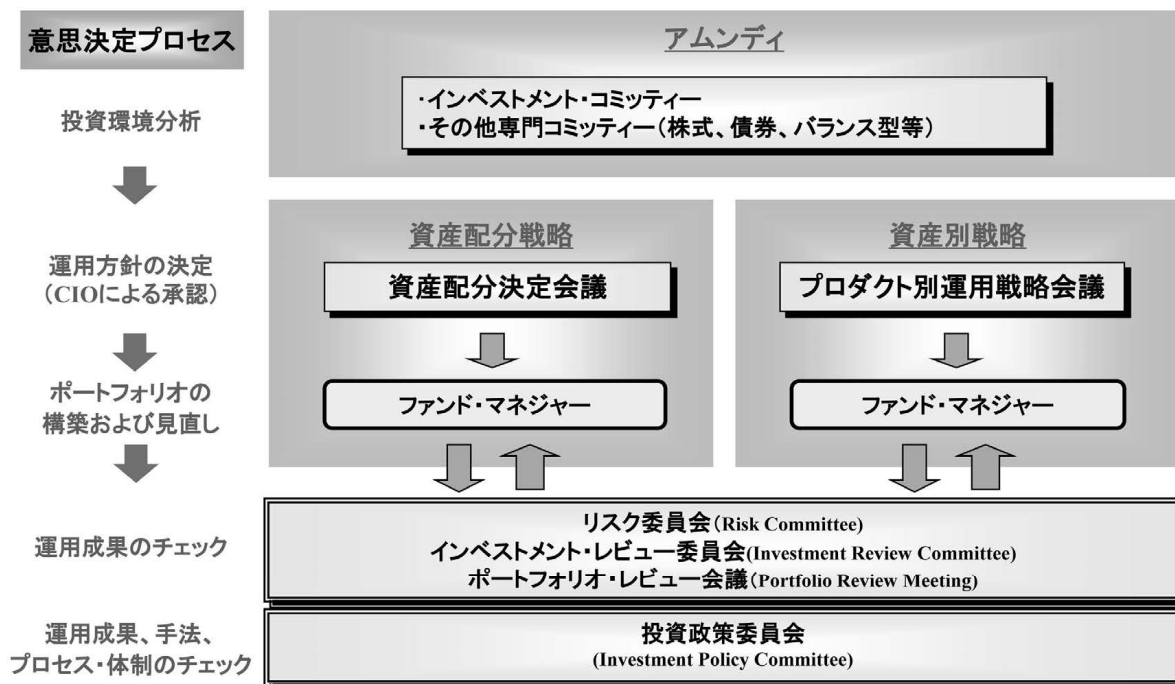 意思決定プロセス
アムンディ
投資環境分析
・インベストメント・コミッティー
・その他専門コミッティー(株式、債券、バランス型等)
運用方針の決定
(CIOによる承認)
資産配分戦略
資産配分決定会議
資産別戦略
プロダクト別運用戦略会議
ポートフォリオの
構築および見直し
ファンド・マネジャー
ファンド・マネジャー
運用成果のチェック
リスク委員会(Risk Committee)
インベストメント・レビュー委員会(Investment Review Committee)
ポートフォリオ・レビュー会議(Portfolio Review Meeting)
運用成果、手法、
プロセス・体制のチェック
投資政策委員会
(Investment Policy Committee)